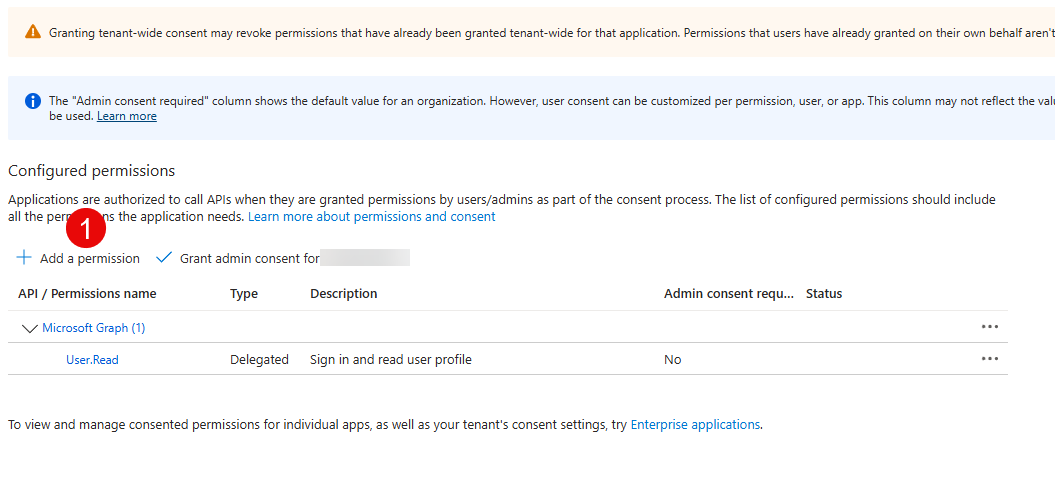 Granting tenant-wide consent may revoke permissions that have already been granted tenant-wide for that application. Permissions that users have already granted on their own behalf aren't
The "Admin consent required" column shows the default value for an organization. However, user consent can be customized per permission, user, or app. This column may not reflect the
be used. Learn more
Configured permissions
Applications are authorized to call APIs when they are granted permissions by users/admins as part of the consent process. The list of configured permissions should include
all the the application needs. Learn more about permissions and consent
1
Add a permission Grant admin consent for
API / Permissions name Type Description Admin consent requ... Status
Microsoft Graph (1) ...
User.Read Delegated Sign in and read user profile No ...
To view and manage consented permissions for individual apps, as well as your tenant's consent settings, try Enterprise applications.